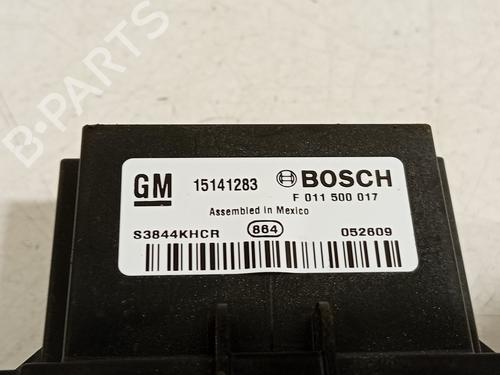 B-PARTS
GM 15141283 BOSCH
F 011 500 017
Assembled in Mexico
S3844KHCR 864 052609